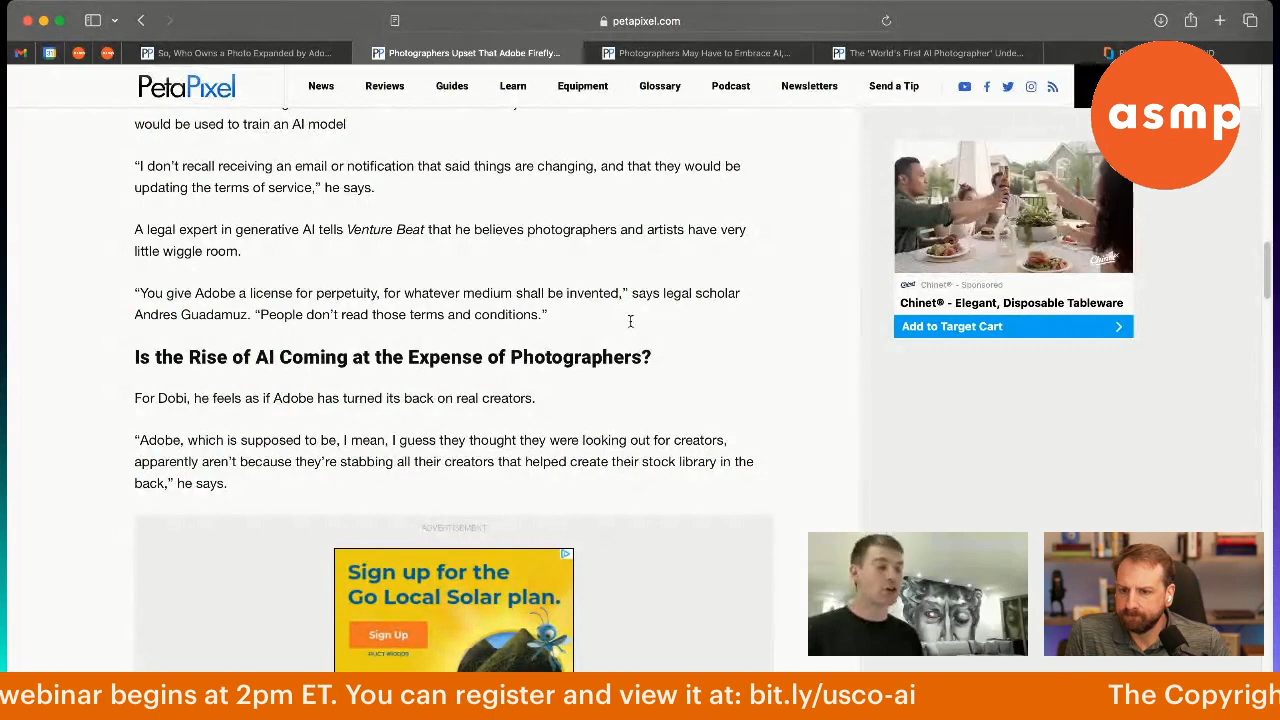 petapixel.com
So, Who Owns a Photo Expanded by Ado...
Photographers Upset That Adobe Firefly...
Photographers May Have to Embrace AI,...
The 'World's First AI Photographer' Unde...
PetaPixel
News
Reviews
Guides
Learn
Equipment
Glossary
Podcast
Newsletters
Send a Tip
asmp
would be used to train an AI model
“I don’t recall receiving an email or notification that said things are changing, and that they would be
updating the terms of service,” he says.
A legal expert in generative AI tells Venture Beat that he believes photographers and artists have very
little wiggle room.
“You give Adobe a license for perpetuity, for whatever medium shall be invented,” says legal scholar
Andres Guadamuz. “People don’t read those terms and conditions.”
Is the Rise of AI Coming at the Expense of Photographers?
For Dobi, he feels as if Adobe has turned its back on real creators.
“Adobe, which is supposed to be, I mean, I guess they thought they were looking out for creators,
apparently aren’t because they’re stabbing all their creators that helped create their stock library in the
back,” he says.
ADVERTISEMENT
Sign up for the
Go Local Solar plan.
Sign Up
Chinet
Chinet® - Sponsored
Chinet® - Elegant, Disposable Tableware
Add to Target Cart
webinar begins at 2pm ET. You can register and view it at: bit.ly/usco-ai
The Copyrigh